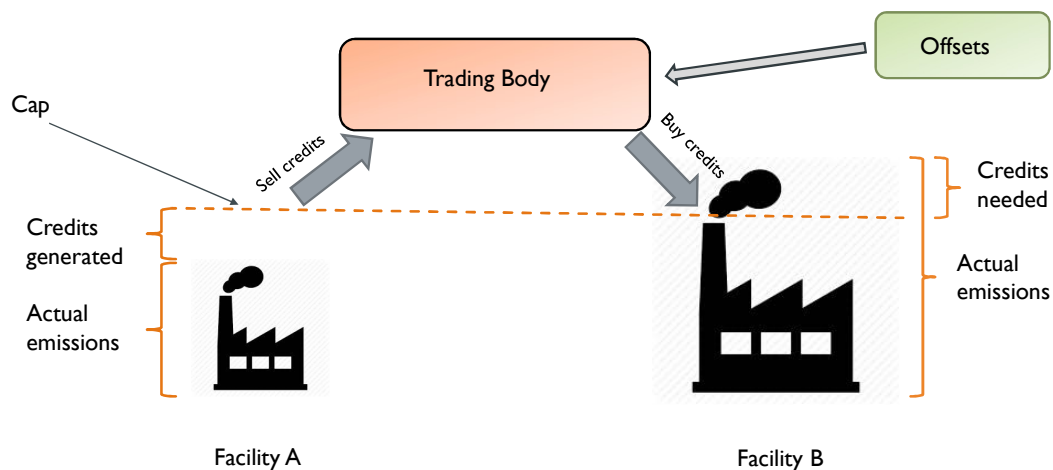 Offsets
Trading Body
Cap
Sell credits
Buy credits
Credits
needed
Credits
generated
Actual
emissions
Actual
emissions
Facility A
Facility B